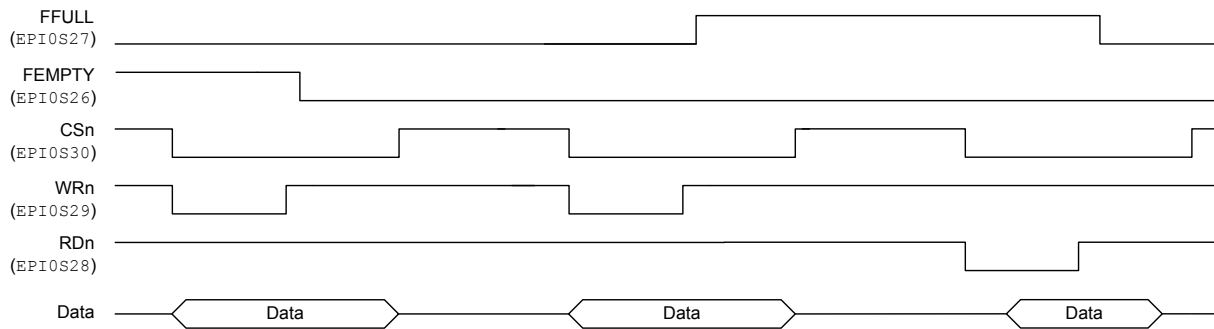 FFULL
(EPI0S27)
FEMPTY
(EPI0S26)
CSn
(EPI0S30)
WRn
(EPI0S29)
RDn
(EPI0S28)
Data Data Data Data